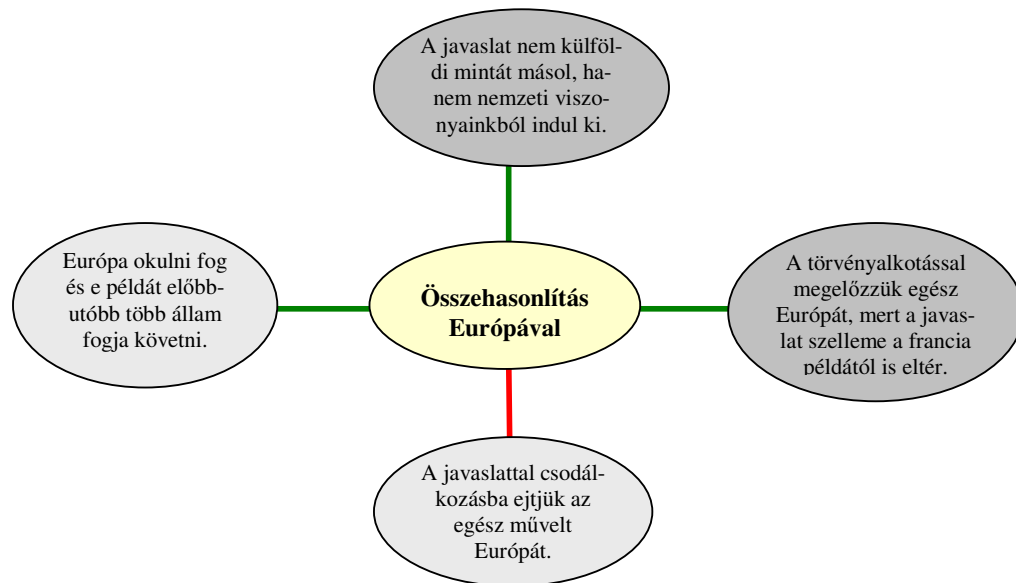 A javaslat nem külföl-
di mintát másol, ha-
nem nemzeti viszo-
nyainkból indul ki.
Európa okulni fog
és e példát előbb-
utóbb több állam
fogja követni.
Összehasonlítás
Európával
A törvényalkotással
megelőzzük egész
Európát, mert a javas-
lat szelleme a francia
példától is eltér.
A javaslattal csodál-
kozásba ejtjük az
egész művelt
Európát.